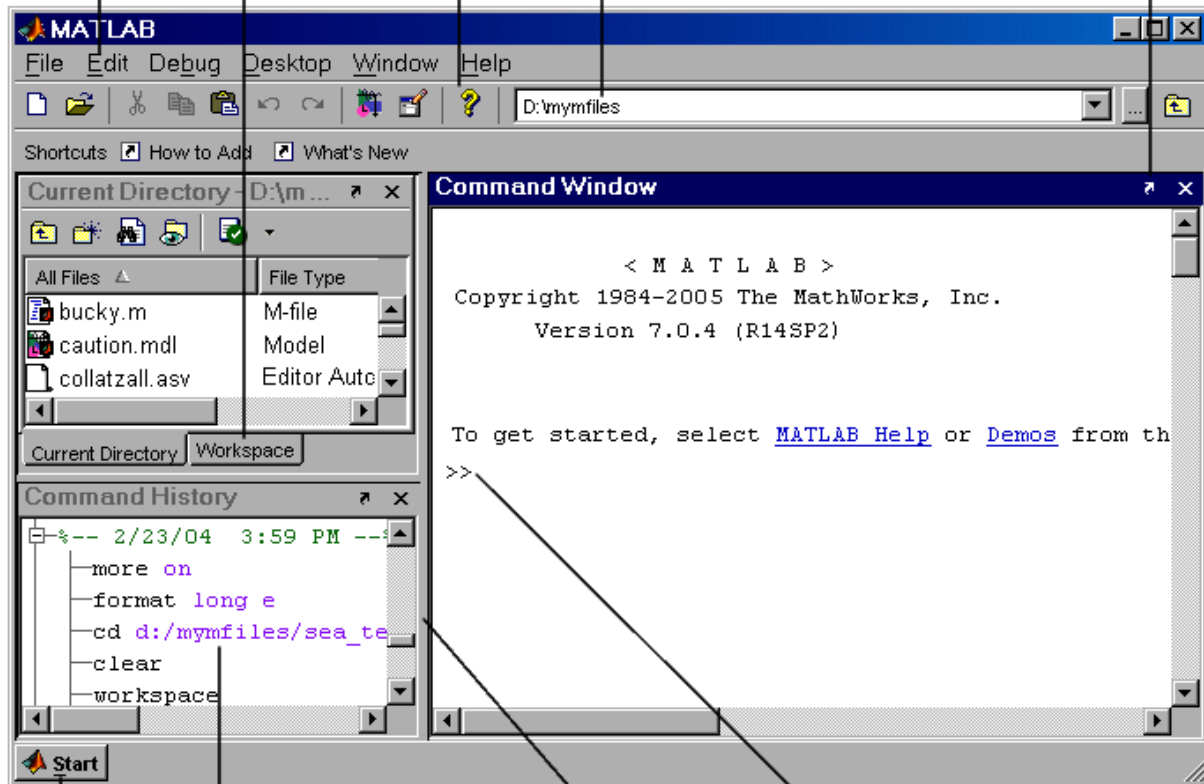 MATLAB
File Edit Debug Desktop Window Help
D:\mymfiles
...
Shortcuts How to Add What's New
Current Directory - D:\m ...
All Files File Type
bucky.m M-file
caution.mdl Model
collatzall.asv Editor Autc
Current Directory Workspace
Command History
%-- 2/23/04 3:59 PM --%
more on
format long e
cd d:/mymfiles/sea_te
clear
workspace
Command Window
< M A T L A B >
Copyright 1984-2005 The MathWorks, Inc.
Version 7.0.4 (R14SP2)
To get started, select MATLAB Help or Demos from th
>>
Start